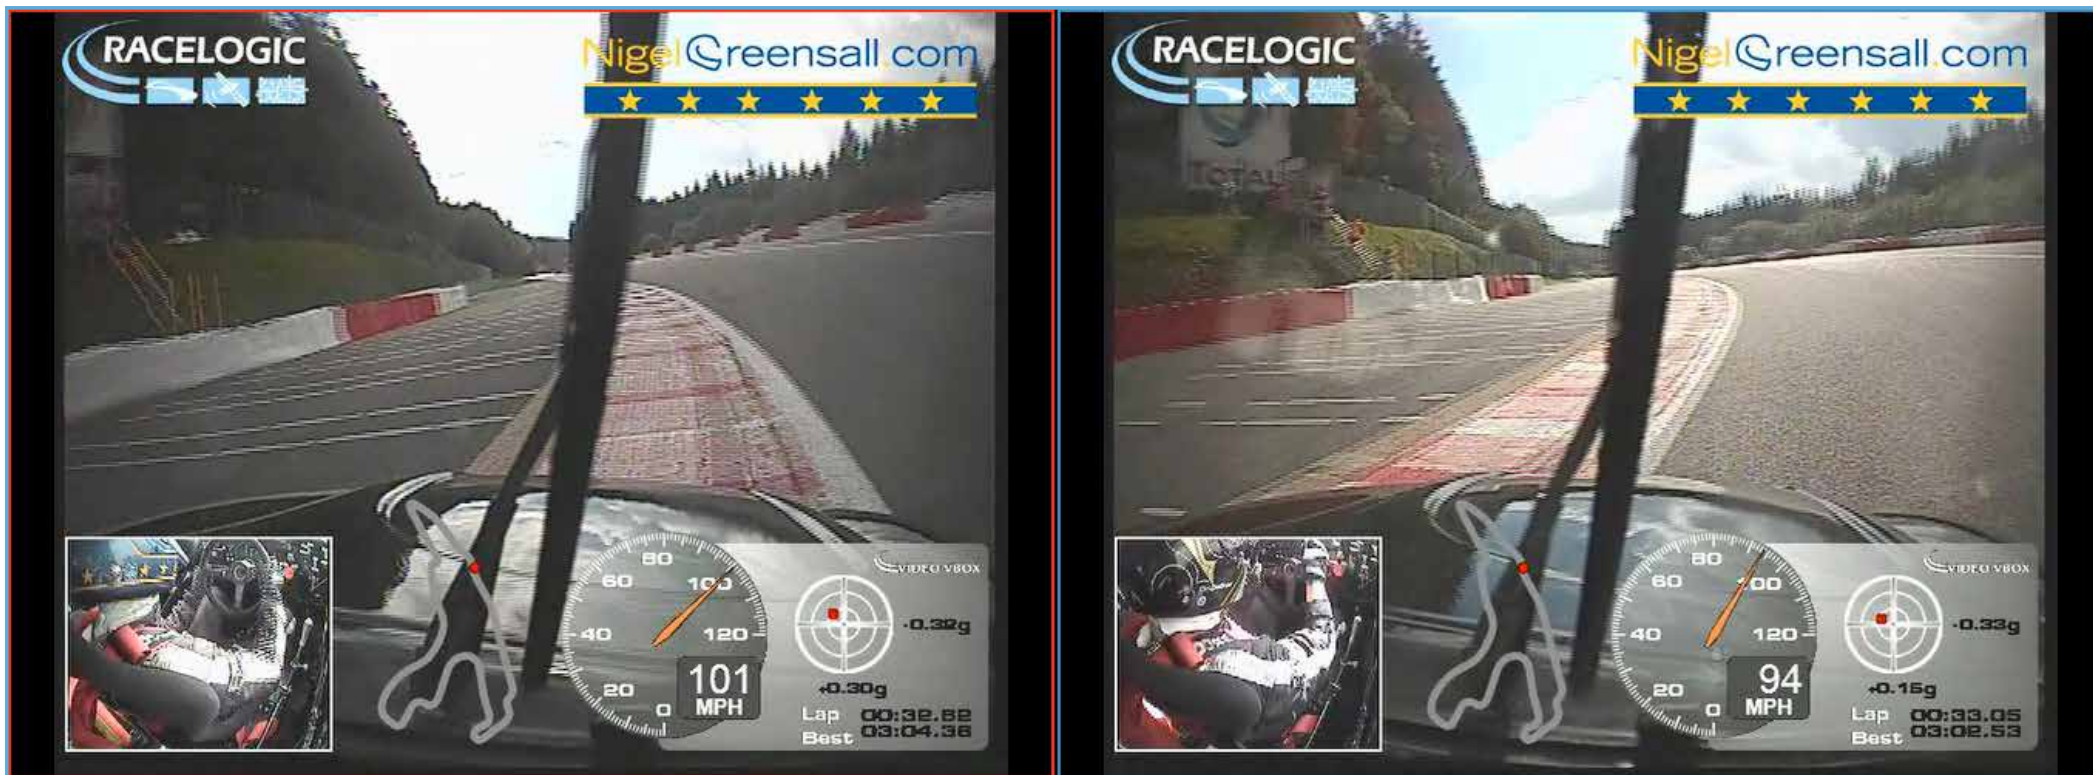 RACELOGIC
NigelGreensall.com
80
60
100
40
120
20
0
101
MPH
VIDEO VBOX
-0.32g
+0.30g
Lap 00:32.62
Best 03:04.36
RACELOGIC
NigelGreensall.com
TOTAL
80
60
100
40
120
20
0
94
MPH
VIDEO VBOX
-0.33g
+0.15g
Lap 00:33.05
Best 03:02.53